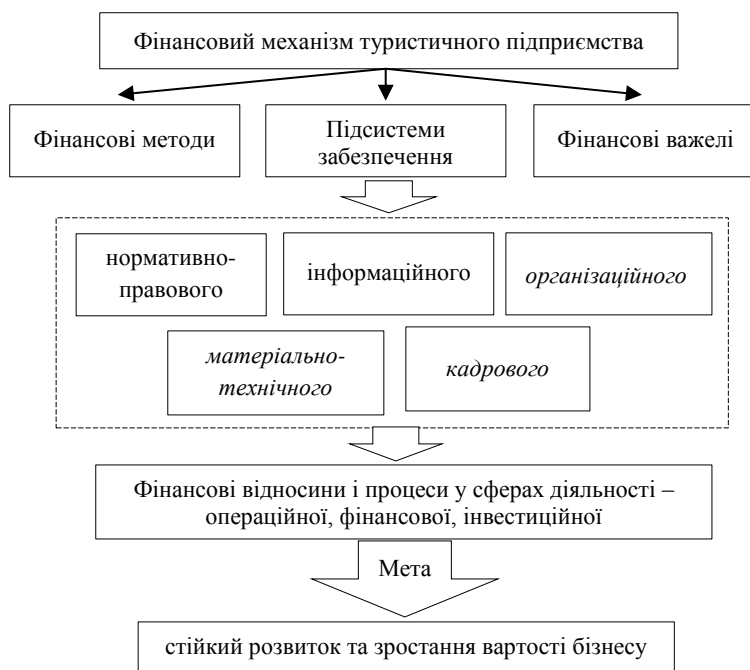 Фінансовий механізм туристичного підприємства
Фінансові методи
Підсистеми
забезпечення
Фінансові важелі
нормативно-
правового
інформаційного
організаційного
матеріально-
технічного
кадрового
Фінансові відносини і процеси у сферах діяльності –
операційної, фінансової, інвестиційної
Мета
стійкий розвиток та зростання вартості бізнесу